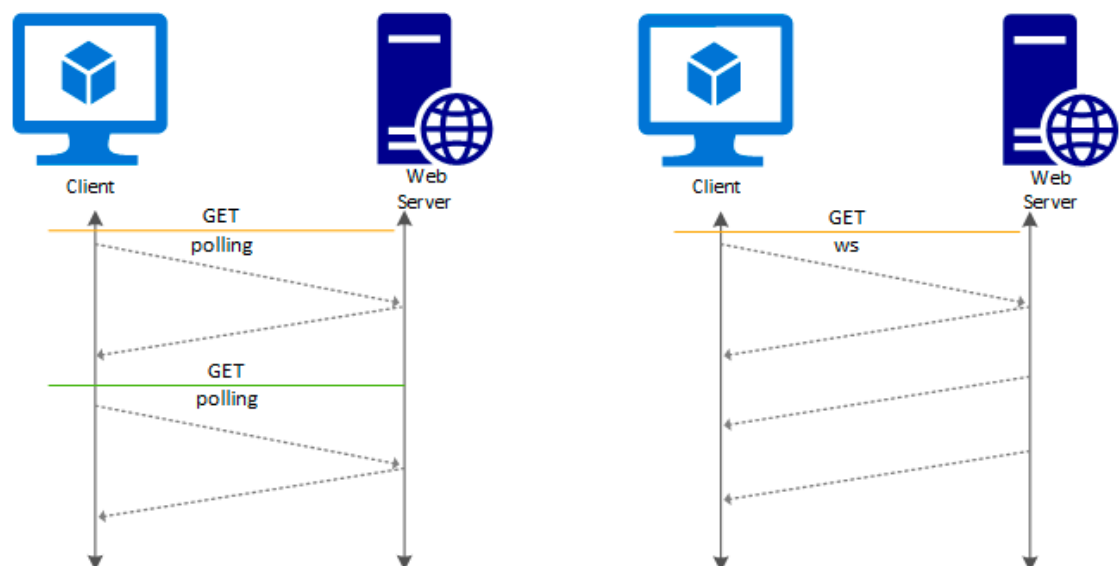 Client
Web
Server
GET
polling
GET
polling
Client
Web
Server
GET
ws